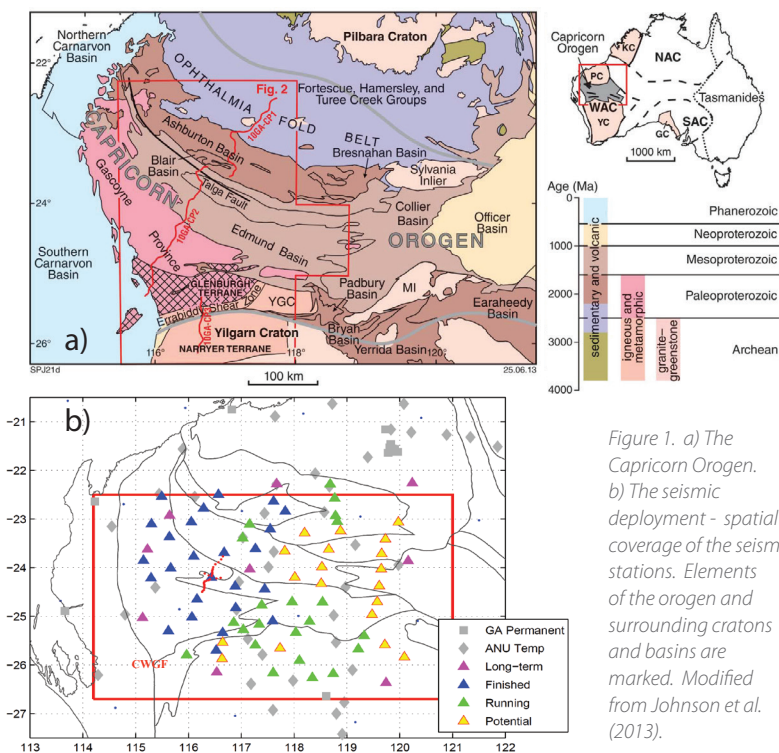 Northern
Carnarvon
Basin
Pilbara Craton
22°
OPHTHALMIA
FOLD
BELT
Fig. 2
Fortescue, Hamersley, and
Turee Creek Groups
10GA-CP1
Ashburton Basin
CAPRICORN
Bresnahan Basin
Blair
Basin
Sylvania
Inlier
Talga Fault
Gascoyne
Province
24°
Collier
Basin
Officer
Basin
10GA-CP2
OROGEN
Edmund Basin
Southern
Carnarvon
Basin
GLENBURGH
TERRANE
Padbury
Basin
MI
YGC
Errabiddy Shear Zone
Earaheedy
Basin
a)
Yilgarn Craton
10GA-CP3
Bryah
Basin
26°
116°
118°
120°
NARRYER TERRANE
Yerrida Basin
SPJ21d
25.06.13
100 km
Capricorn
Orogen
KC
NAC
PC
WAC
Tasmanides
YC
SAC
GC
1000 km
Age (Ma)
0
1000
2000
3000
4000
Phanerozoic
Neoproterozoic
Mesoproterozoic
Paleoproterozoic
Archean
sedimentary and volcanic
igneous and
metamorphic
granite–
greenstone
b)
−21
−22
−23
−24
−25
−26
−27
CWGF
GA Permanent
ANU Temp
Long−term
Finished
Running
Potential
113 114 115 116 117 118 119 120 121 122
Figure 1. a) The
Capricorn Orogen.
b) The seismic
deployment - spatial
coverage of the seism
stations. Elements
of the orogen and
surrounding cratons
and basins are
marked. Modified
from Johnson et al.
(2013).